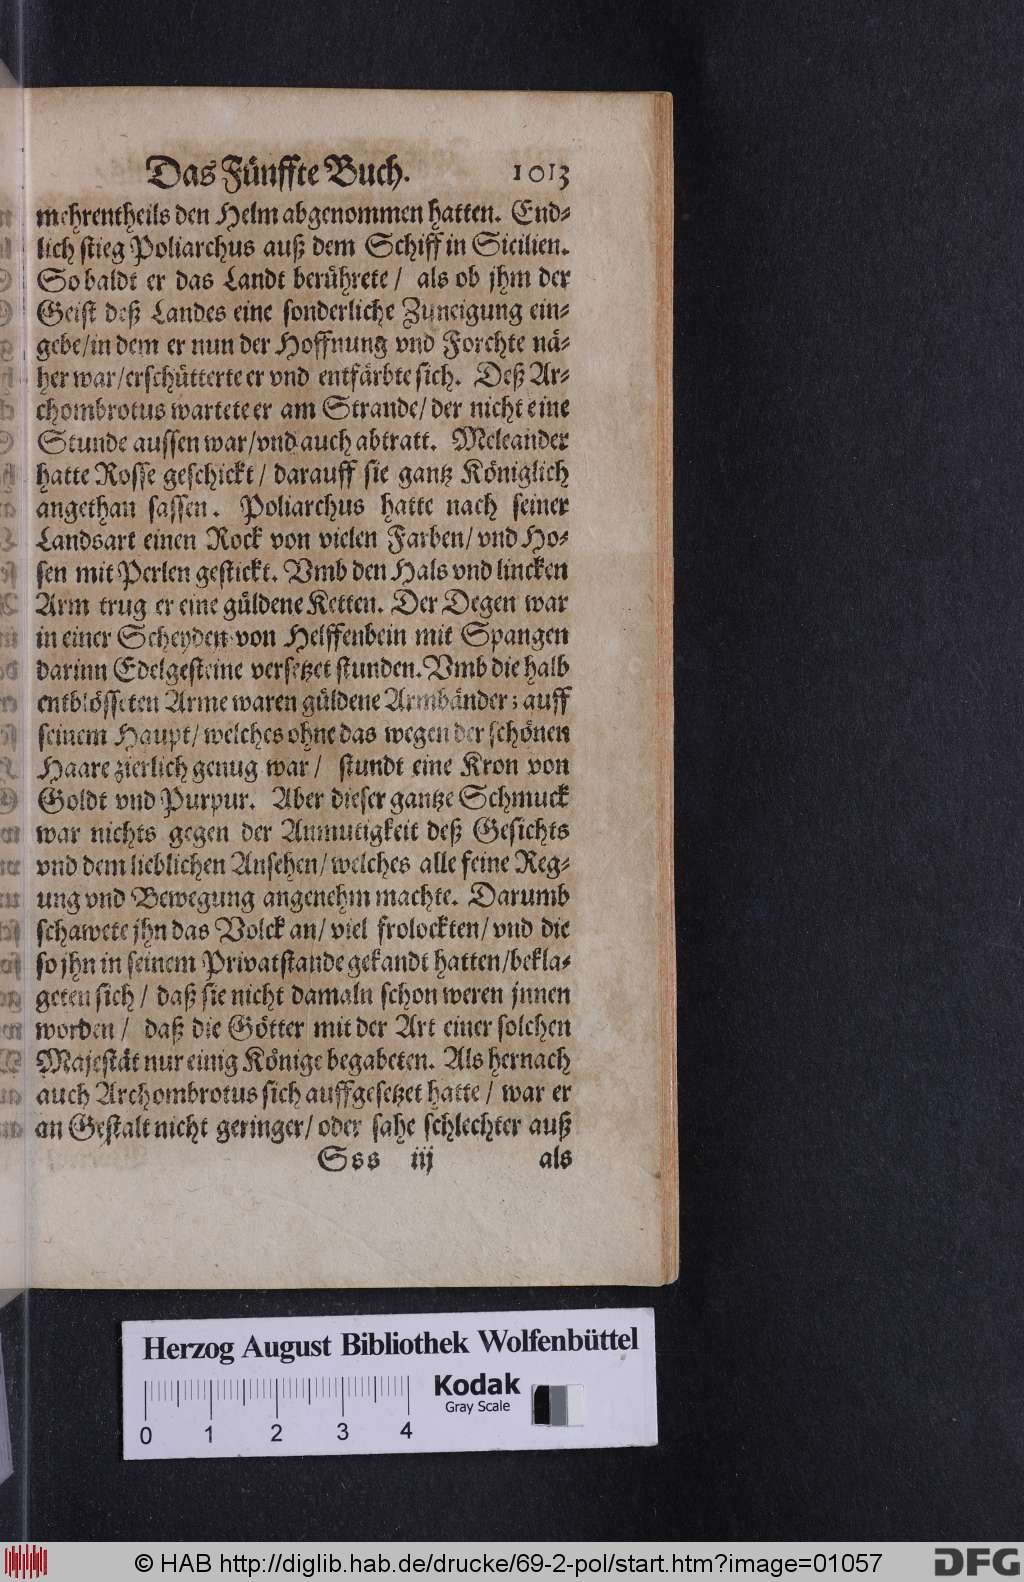 Das Fünffte Buch. 1013
mehrentheils den Helm abgenommen hatten. End-
lich stieg Poliarchus auß dem Schiff in Sicilien.
So baldt er das Landt berührete / als ob jhm der
Geist deß Landes eine sonderliche Zuneigung ein-
gebe / in dem er nun der Hoffnung vnd Forchte nä-
her war / erschütterte er vnd entfärbte sich. Deß Ar-
chombrotus wartete er am Strande / der nicht eine
Stunde aussen war / vnd auch abtratt. Meleander
hatte Rosse geschickt / darauff sie gantz Königlich
angethan sassen. Poliarchus hatte nach seiner
Landsart einen Rock von vielen Farben / vnd Ho-
sen mit Perlen gestickt. Vmb den Hals vnd lincken
Arm trug er eine güldene Ketten. Der Degen war
in einer Scheyden von Helffenbein mit Spangen
darinn Edelgesteine versetzet stunden. Vmb die halb
entblösseten Arme waren güldene Armbänder; auff
seinem Haupt / welches ohne das wegen der schönen
Haare zierlich genug war / stundt eine Kron von
Goldt vnd Purpur. Aber dieser gantze Schmuck
war nichts gegen der Anmutigkeit deß Gesichts
vnd dem lieblichen Ansehen / welches alle seine Reg-
ung vnd Bewegung angenehm machte. Darumb
schawete jhn das Volck an / viel frolockten / vnd die
so jhn in seinem Privatstande gekandt hatten / bekla-
geten sich / daß sie nicht damaln schon weren jnnen
worden / daß die Götter mit der Art einer solchen
Majestät nur einig Könige begabeten. Als hernach
auch Archombrotus sich auffgesetzet hatte / war er
an Gestalt nicht geringer / oder sahe schlechter auß
Sss iij als
Herzog August Bibliothek Wolfenbüttel
Kodak
Gray Scale
0 1 2 3 4
© HAB http://diglib.hab.de/drucke/69-2-pol/start.htm?image=01057
DFG